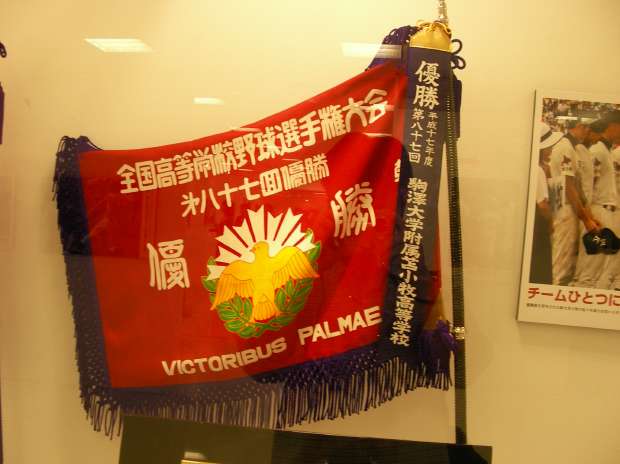 全国高等学校野球選手権大会
第八十七回優勝
優勝
VICTORIBUS PALMAE
優勝
平成十七年度
第八十七回
駒澤大学附属苫小牧高等学校
チームひとつに